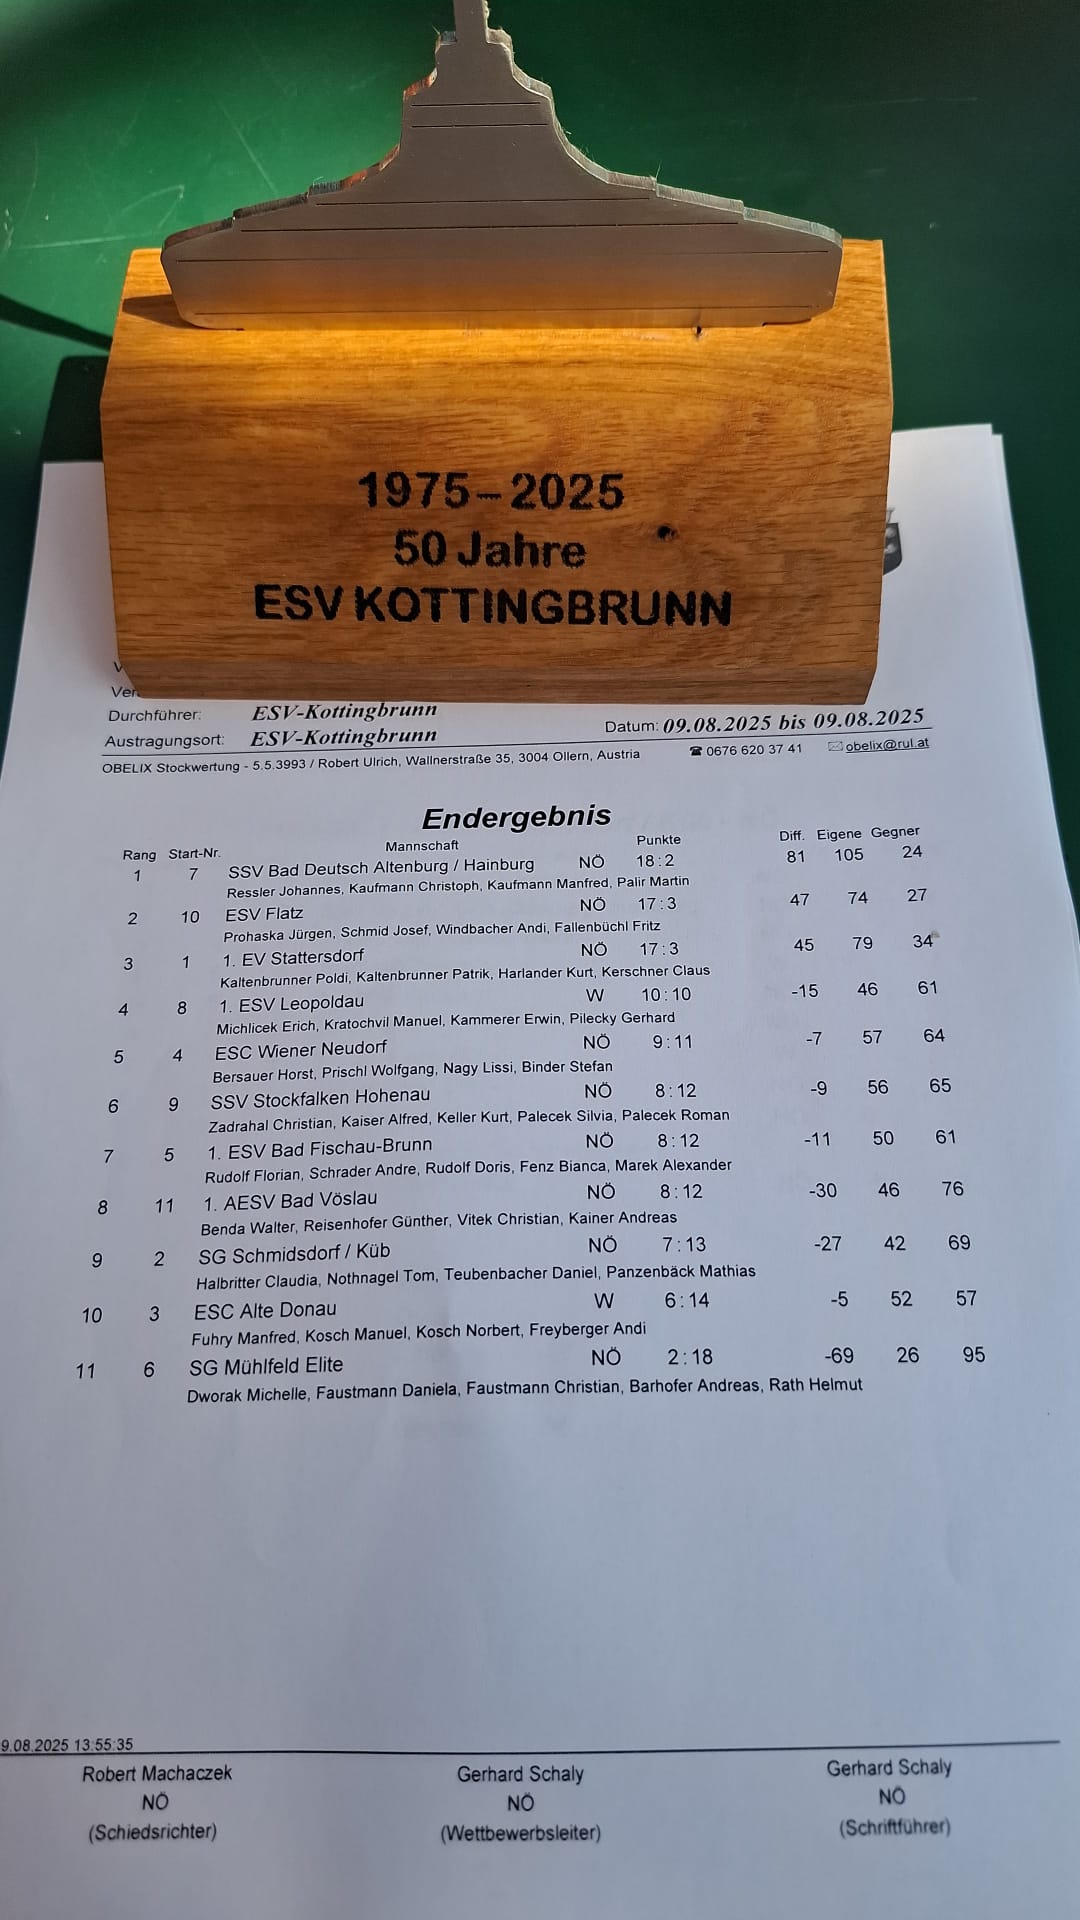 1975-2025
50 Jahre
ESV KOTTINGBRUNN
Durchführer: ESV-Kottingbrunn
Austragungsort: ESV-Kottingbrunn Datum: 09.08.2025 bis 09.08.2025
OBELIX Stockwertung - 5.5.3993 / Robert Ulrich, Wallnerstraße 35, 3004 Ollern, Austria ☎ 0676 620 37 41 ✉ obelix@rul.at
Endergebnis
Rang Start-Nr. Mannschaft Punkte Diff. Eigene Gegner
1 7 SSV Bad Deutsch Altenburg / Hainburg NÖ 18:2 81 105 24
Ressler Johannes, Kaufmann Christoph, Kaufmann Manfred, Palir Martin
2 10 ESV Flatz NÖ 17:3 47 74 27
Prohaska Jürgen, Schmid Josef, Windbacher Andi, Fallenbüchl Fritz
3 1 1. EV Stattersdorf NÖ 17:3 45 79 34
Kaltenbrunner Poldi, Kaltenbrunner Patrik, Harlander Kurt, Kerschner Claus
4 8 1. ESV Leopoldau W 10:10 -15 46 61
Michlicek Erich, Kratochvil Manuel, Kammerer Erwin, Pilecky Gerhard
5 4 ESC Wiener Neudorf NÖ 9:11 -7 57 64
Bersauer Horst, Prischl Wolfgang, Nagy Lissi, Binder Stefan
6 9 SSV Stockfalken Hohenau NÖ 8:12 -9 56 65
Zadrahal Christian, Kaiser Alfred, Keller Kurt, Palecek Silvia, Palecek Roman
7 5 1. ESV Bad Fischau-Brunn NÖ 8:12 -11 50 61
Rudolf Florian, Schrader Andre, Rudolf Doris, Fenz Bianca, Marek Alexander
8 11 1. AESV Bad Vöslau NÖ 8:12 -30 46 76
Benda Walter, Reisenhofer Günther, Vitek Christian, Kainer Andreas
9 2 SG Schmidsdorf / Küb NÖ 7:13 -27 42 69
Halbritter Claudia, Nothnagel Tom, Teubenbacher Daniel, Panzenbäck Mathias
10 3 ESC Alte Donau W 6:14 -5 52 57
Fuhry Manfred, Kosch Manuel, Kosch Norbert, Freyberger Andi
11 6 SG Mühlfeld Elite NÖ 2:18 -69 26 95
Dworak Michelle, Faustmann Daniela, Faustmann Christian, Barhofer Andreas, Rath Helmut
9.08.2025 13:55:35
Robert Machaczek Gerhard Schaly Gerhard Schaly
NÖ NÖ NÖ
(Schiedsrichter) (Wettbewerbsleiter) (Schriftführer)